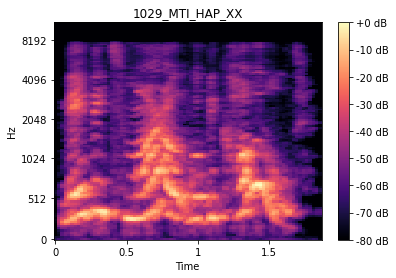 1029_MTI_HAP_XX
+0 dB
8192
-10 dB
4096
-20 dB
-30 dB
2048
Hz
-40 dB
1024
-50 dB
512
-60 dB
-70 dB
0
-80 dB
0
0.5
1
1.5
Time